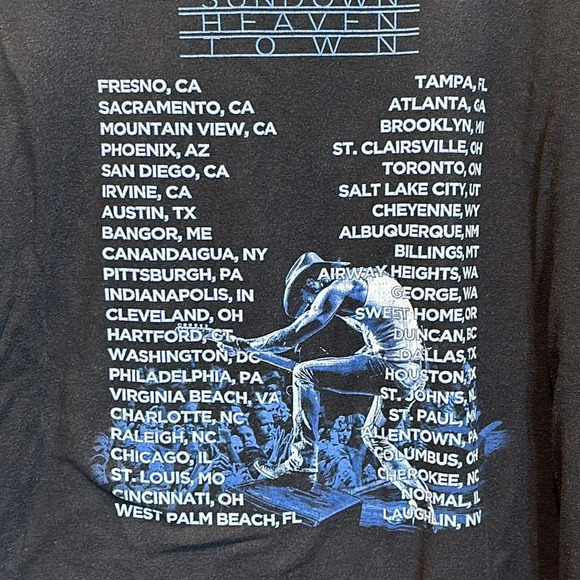 SUNDOWN
HEAVEN
TOWN
FRESNO, CA
SACRAMENTO, CA
MOUNTAIN VIEW, CA
PHOENIX, AZ
SAN DIEGO, CA
IRVINE, CA
AUSTIN, TX
BANGOR, ME
CANANDAIGUA, NY
PITTSBURGH, PA
INDIANAPOLIS, IN
CLEVELAND, OH
HARTFORD, CT
WASHINGTON, DC
PHILADELPHIA, PA
VIRGINIA BEACH, VA
CHARLOTTE, NC
RALEIGH, NC
CHICAGO, IL
ST. LOUIS, MO
CINCINNATI, OH
WEST PALM BEACH, FL
TAMPA, FL
ATLANTA, GA
BROOKLYN, MI
ST. CLAIRSVILLE, OH
TORONTO, ON
SALT LAKE CITY, UT
CHEYENNE, WY
ALBUQUERQUE, NM
BILLINGS, MT
AIRWAY HEIGHTS, WA
GEORGE, WA
SWEET HOME, OR
DUNCAN, BC
DALLAS, TX
HOUSTON, TX
ST. JOHN'S, NL
ST. PAUL, MN
ALLENTOWN, PA
COLUMBUS, OH
CHEROKEE, NC
NORMAL, IL
LAUGHLIN, NV